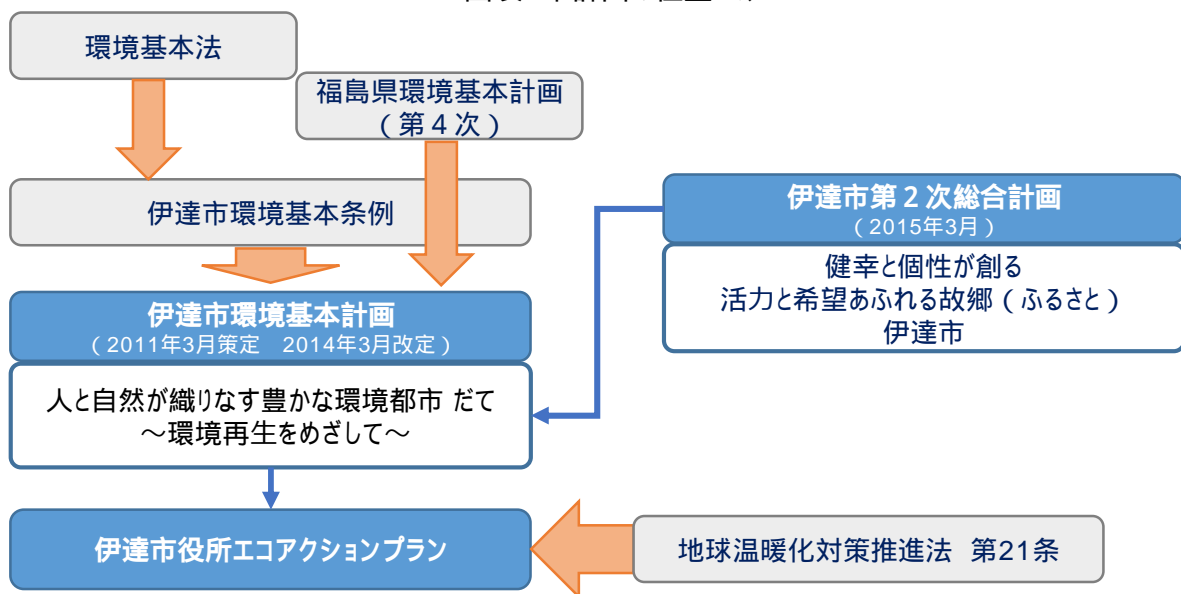 環境基本法
福島県環境基本計画
（第４次）
伊達市環境基本条例
伊達市環境基本計画
（2011年3月策定　2014年3月改定）
人と自然が織りなす豊かな環境都市 だて
～環境再生をめざして～
伊達市役所エコアクションプラン
伊達市第２次総合計画
（2015年3月）
健幸と個性が創る
活力と希望あふれる故郷（ふるさと）
伊達市
地球温暖化対策推進法　第21条